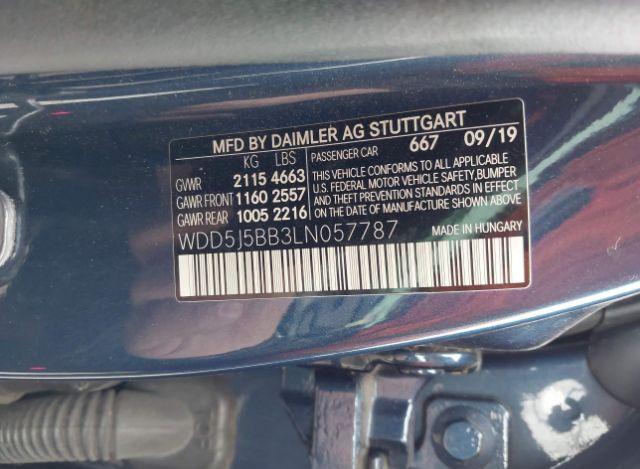 MFD BY DAIMLER AG STUTTGART
KG LBS PASSENGER CAR 667 09/19
GVWR 2115 4663
GAWR FRONT 1160 2557
GAWR REAR 1005 2216
THIS VEHICLE CONFORMS TO ALL APPLICABLE
U.S. FEDERAL MOTOR VEHICLE SAFETY, BUMPER
AND THEFT PREVENTION STANDARDS IN EFFECT
ON THE DATE OF MANUFACTURE SHOWN ABOVE.
WDD5J5BB3LN057787 MADE IN HUNGARY